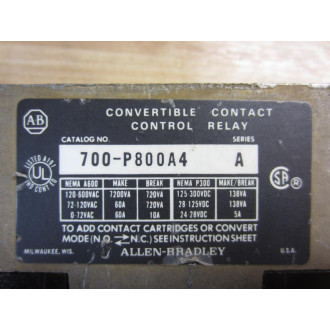 AB
CONVERTIBLE CONTACT
CONTROL RELAY
CATALOG NO. SERIES
700-P800A4 A
LISTED
UL
SA
NEMA A600 MAKE BREAK NEMA P300 MAKE/BREAK
120-600VAC 7200VA 720VA 125-300VDC 138VA
72-120VAC 60A 720VA 28-125VDC 138VA
0-72VAC 60A 10A 24-28VDC 5A
TO ADD CONTACT CARTRIDGES OR CONVERT
MODE (N.O. ⇄ N.C.) SEE INSTRUCTION SHEET
MILWAUKEE, WIS. ALLEN-BRADLEY U.S.A.